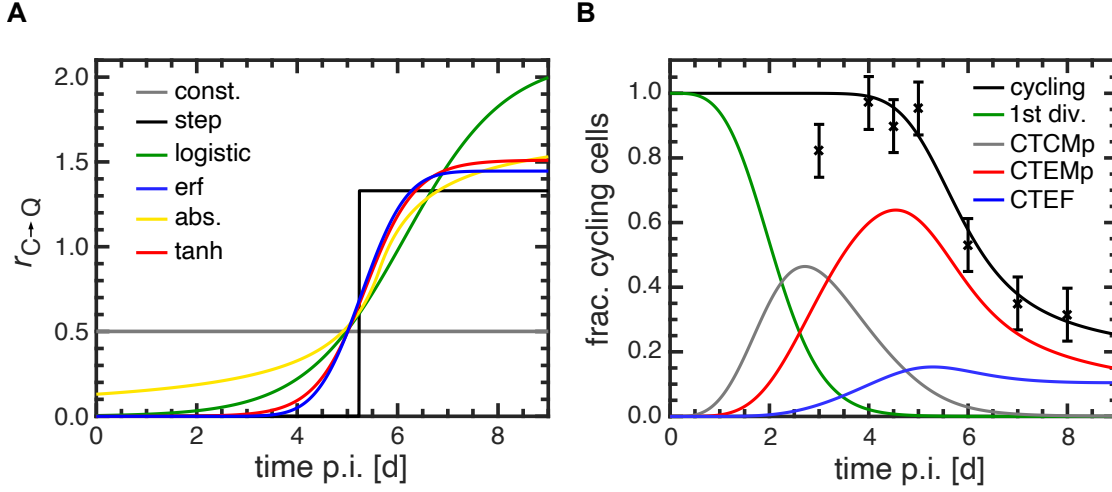 A
r_C→Q
2.0
1.5
1.0
0.5
0.0
const.
step
logistic
erf
abs.
tanh
0 2 4 6 8
time p.i. [d]
B
frac. cycling cells
1.0
0.8
0.6
0.4
0.2
0.0
cycling
1st div.
CTCMp
CTEMp
CTEF
0 2 4 6 8
time p.i. [d]